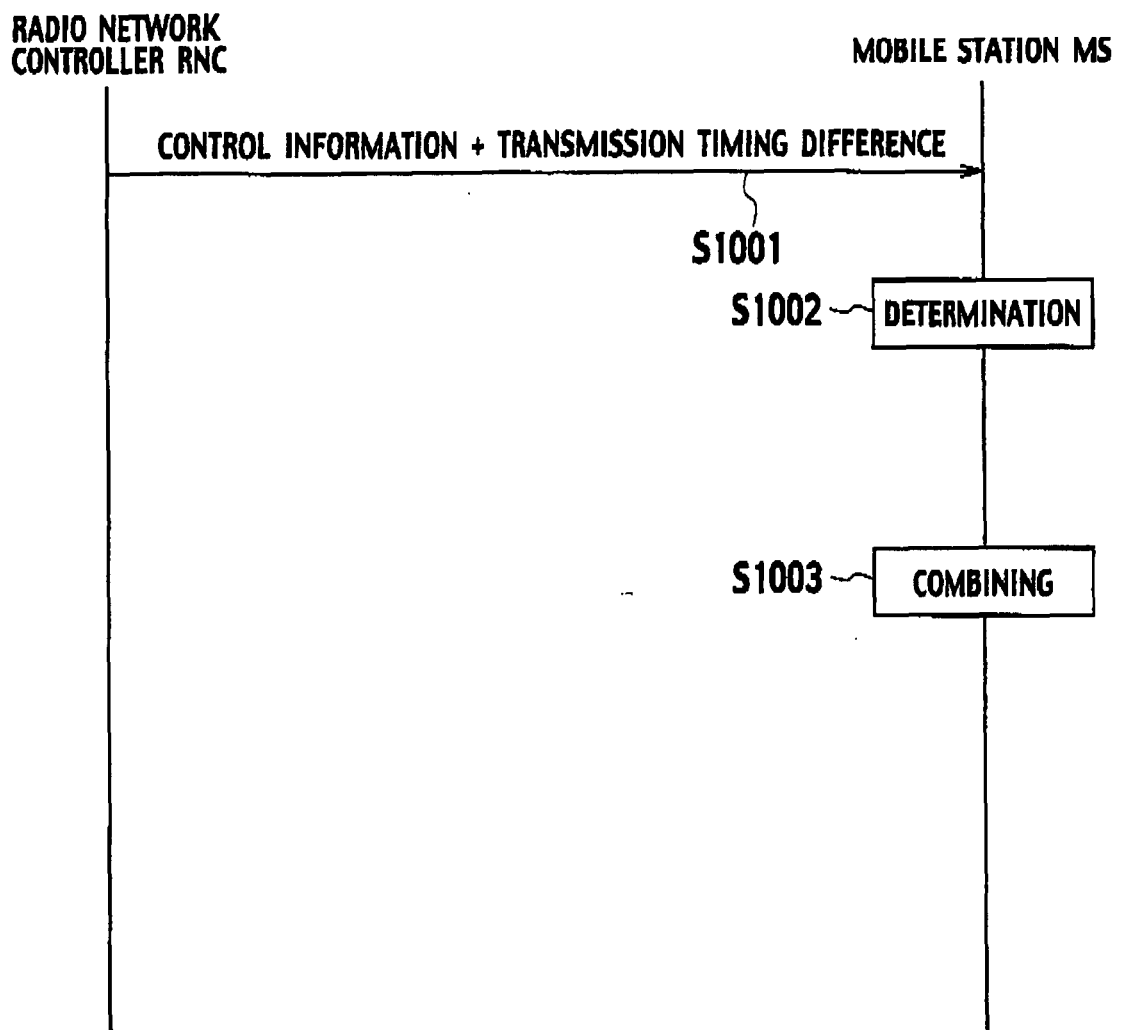 RADIO NETWORK
CONTROLLER RNC
MOBILE STATION MS
CONTROL INFORMATION + TRANSMISSION TIMING DIFFERENCE
S1001
S1002
DETERMINATION
S1003
COMBINING